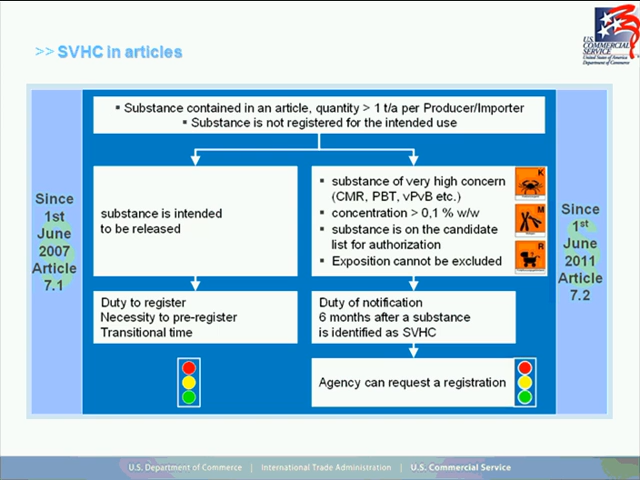 U.S.
COMMERCIAL
SERVICE
United States of America
Department of Commerce
>> SVHC in articles
▪ Substance contained in an article, quantity > 1 t/a per Producer/Importer
▪ Substance is not registered for the intended use
Since
1st
June
2007
Article
7.1
substance is intended
to be released
▪ substance of very high concern
(CMR, PBT, vPvB etc.)
▪ concentration > 0,1 % w/w
▪ substance is on the candidate
list for authorization
▪ Exposition cannot be excluded
K
M
R
Since
1st
June
2011
Article
7.2
Duty to register
Necessity to pre-register
Transitional time
Duty of notification
6 months after a substance
is identified as SVHC
Agency can request a registration
U.S. Department of Commerce | International Trade Administration | U.S. Commercial Service